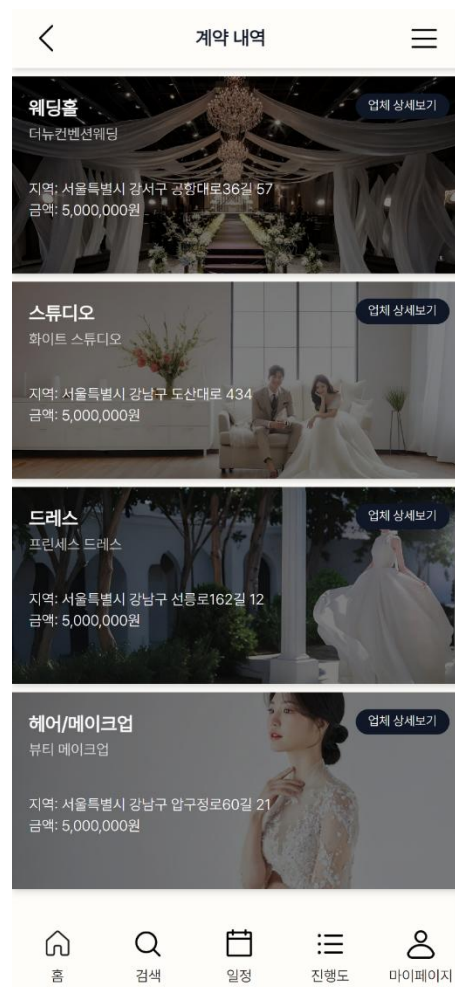 계약 내역
웨딩홀
업체 상세보기
더뉴컨벤션웨딩
지역: 서울특별시 강서구 공항대로36길 57
금액: 5,000,000원
스튜디오
업체 상세보기
화이트 스튜디오
지역: 서울특별시 강남구 도산대로 434
금액: 5,000,000원
드레스
업체 상세보기
프린세스 드레스
지역: 서울특별시 강남구 선릉로162길 12
금액: 5,000,000원
헤어/메이크업
업체 상세보기
뷰티 메이크업
지역: 서울특별시 강남구 압구정로60길 21
금액: 5,000,000원
홈 검색 일정 진행도 마이페이지